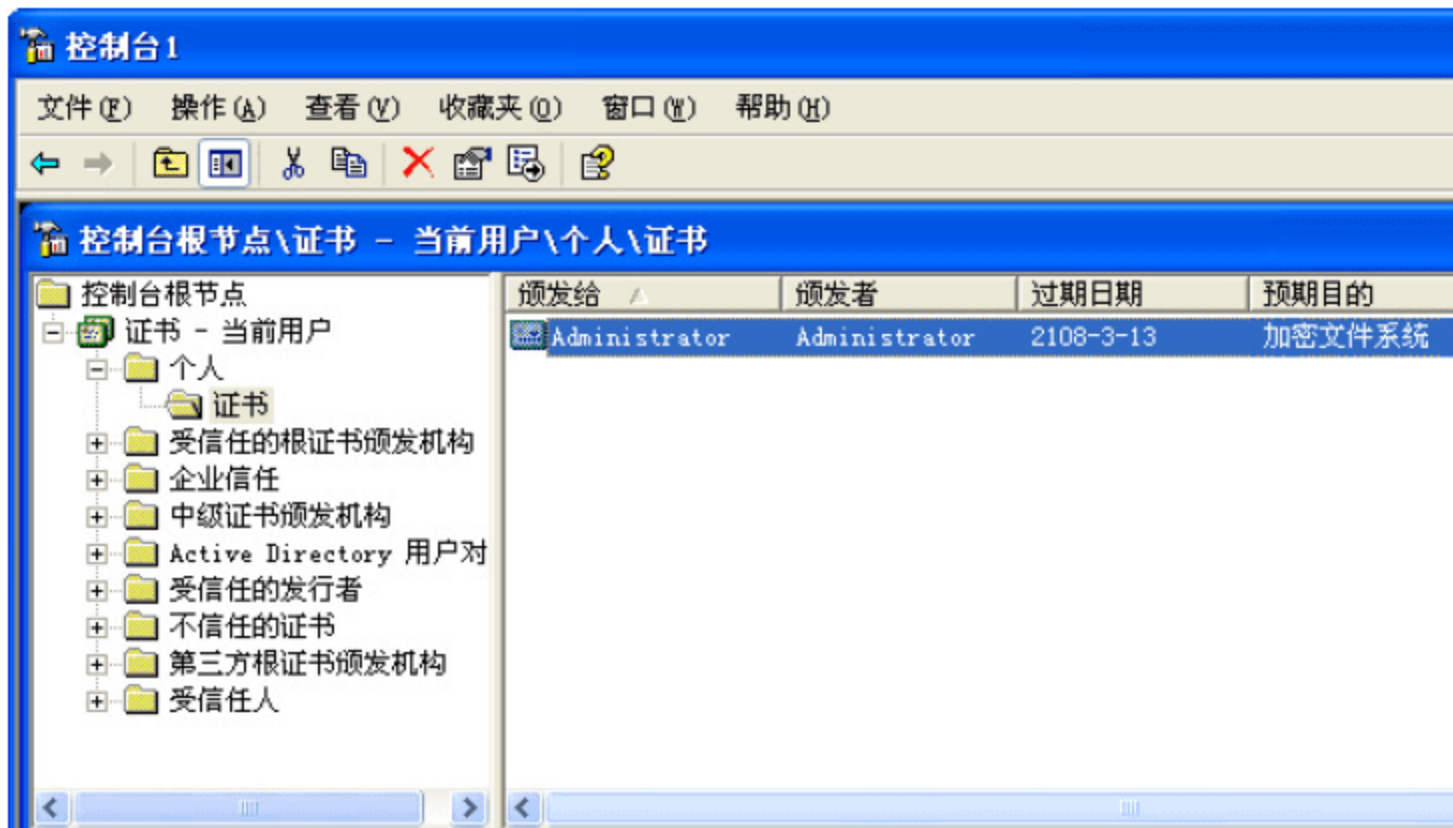 控制台1
文件(F) 操作(A) 查看(V) 收藏夹(O) 窗口(W) 帮助(H)
控制台根节点\证书 - 当前用户\个人\证书
控制台根节点
证书 - 当前用户
个人
证书
受信任的根证书颁发机构
企业信任
中级证书颁发机构
Active Directory 用户对
受信任的发行者
不信任的证书
第三方根证书颁发机构
受信任人
颁发给 颁发者 过期日期 预期目的
Administrator Administrator 2108-3-13 加密文件系统